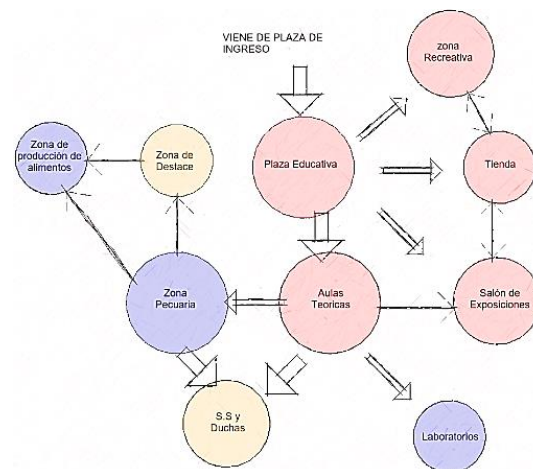 VIENE DE PLAZA DE
INGRESO
zona
Recreativa
Zona de
producción de
alimentos
Zona de
Destace
Plaza Educativa
Tienda
Zona
Pecuaria
Aulas
Teoricas
Salón de
Exposiciones
S.S y
Duchas
Laboratorios